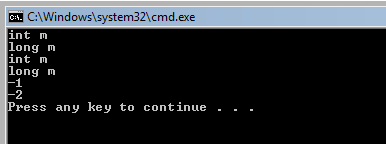 C:\Windows\system32\cmd.exe
int m
long m
int m
long m
-1
-2
Press any key to continue . . .